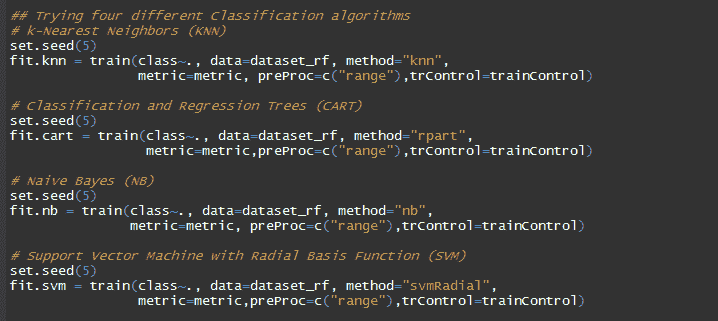 ## Trying four different Classification algorithms
# k-Nearest Neighbors (KNN)
set.seed(5)
fit.knn = train(class~., data=dataset_rf, method="knn",
metric=metric, preProc=c("range"),trControl=trainControl)
# Classification and Regression Trees (CART)
set.seed(5)
fit.cart = train(class~., data=dataset_rf, method="rpart",
metric=metric,preProc=c("range"),trControl=trainControl)
# Naive Bayes (NB)
set.seed(5)
fit.nb = train(class~., data=dataset_rf, method="nb",
metric=metric, preProc=c("range"),trControl=trainControl)
# Support Vector Machine with Radial Basis Function (SVM)
set.seed(5)
fit.svm = train(class~., data=dataset_rf, method="svmRadial",
metric=metric,preProc=c("range"),trControl=trainControl)